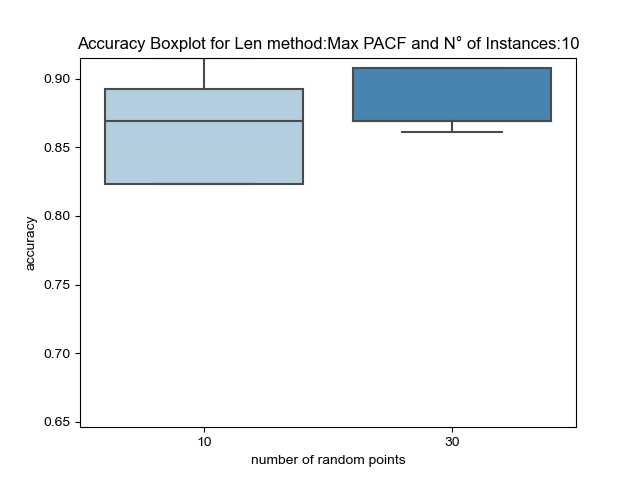 Accuracy Boxplot for Len method:Max PACF and N° of Instances:10
0.90
0.85
0.80
0.75
0.70
0.65
accuracy
10 30
number of random points